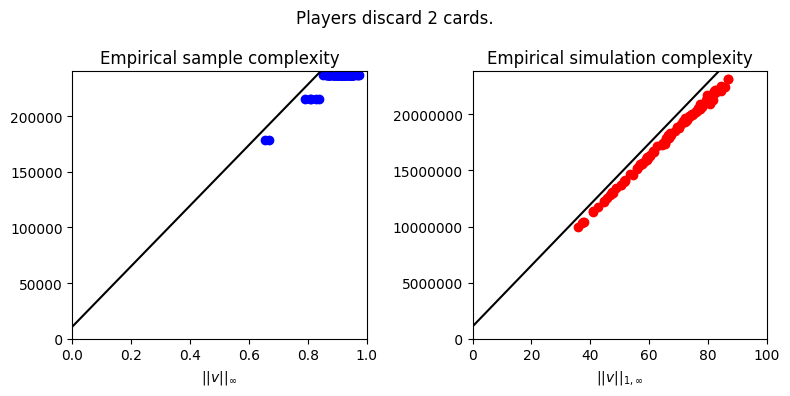 Players discard 2 cards.
Empirical sample complexity
200000
150000
100000
50000
0
0.0 0.2 0.4 0.6 0.8 1.0
||v||∞
Empirical simulation complexity
20000000
15000000
10000000
5000000
0
0 20 40 60 80 100
||v||1,∞